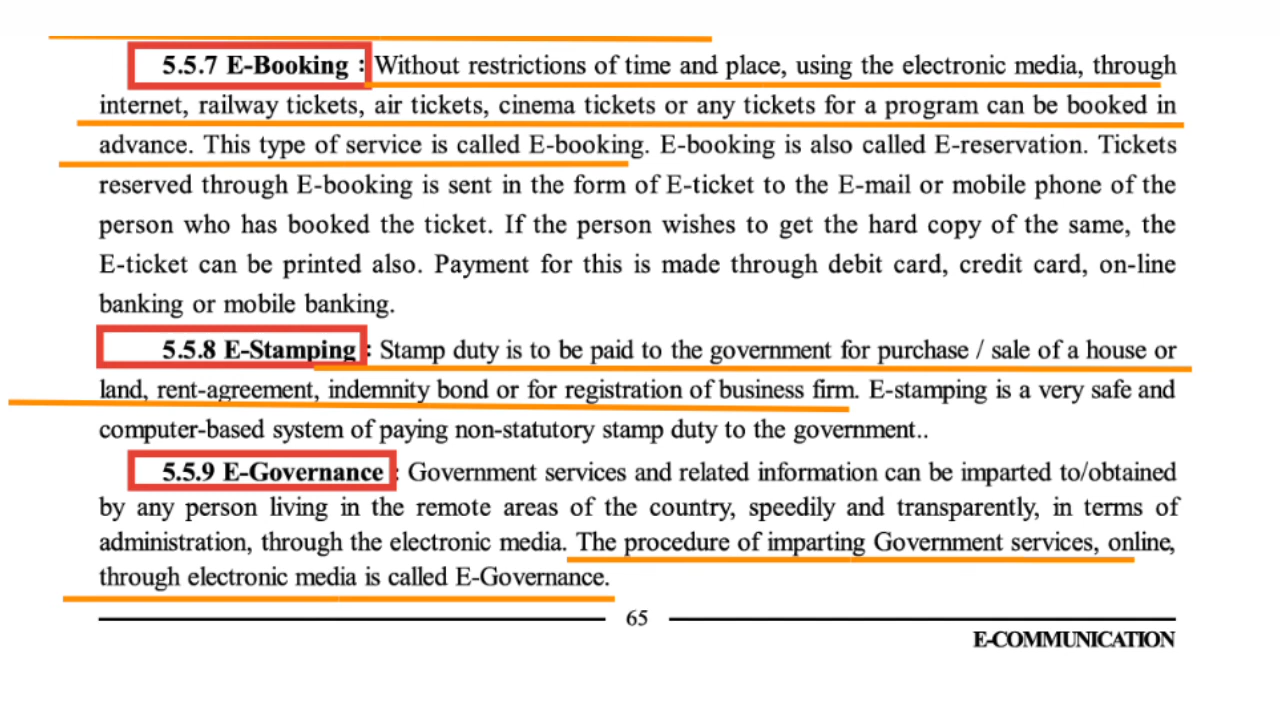 5.5.7 E-Booking : Without restrictions of time and place, using the electronic media, through
internet, railway tickets, air tickets, cinema tickets or any tickets for a program can be booked in
advance. This type of service is called E-booking. E-booking is also called E-reservation. Tickets
reserved through E-booking is sent in the form of E-ticket to the E-mail or mobile phone of the
person who has booked the ticket. If the person wishes to get the hard copy of the same, the
E-ticket can be printed also. Payment for this is made through debit card, credit card, on-line
banking or mobile banking.
5.5.8 E-Stamping : Stamp duty is to be paid to the government for purchase / sale of a house or
land, rent-agreement, indemnity bond or for registration of business firm. E-stamping is a very safe and
computer-based system of paying non-statutory stamp duty to the government..
5.5.9 E-Governance : Government services and related information can be imparted to/obtained
by any person living in the remote areas of the country, speedily and transparently, in terms of
administration, through the electronic media. The procedure of imparting Government services, online,
through electronic media is called E-Governance.
65
E-COMMUNICATION